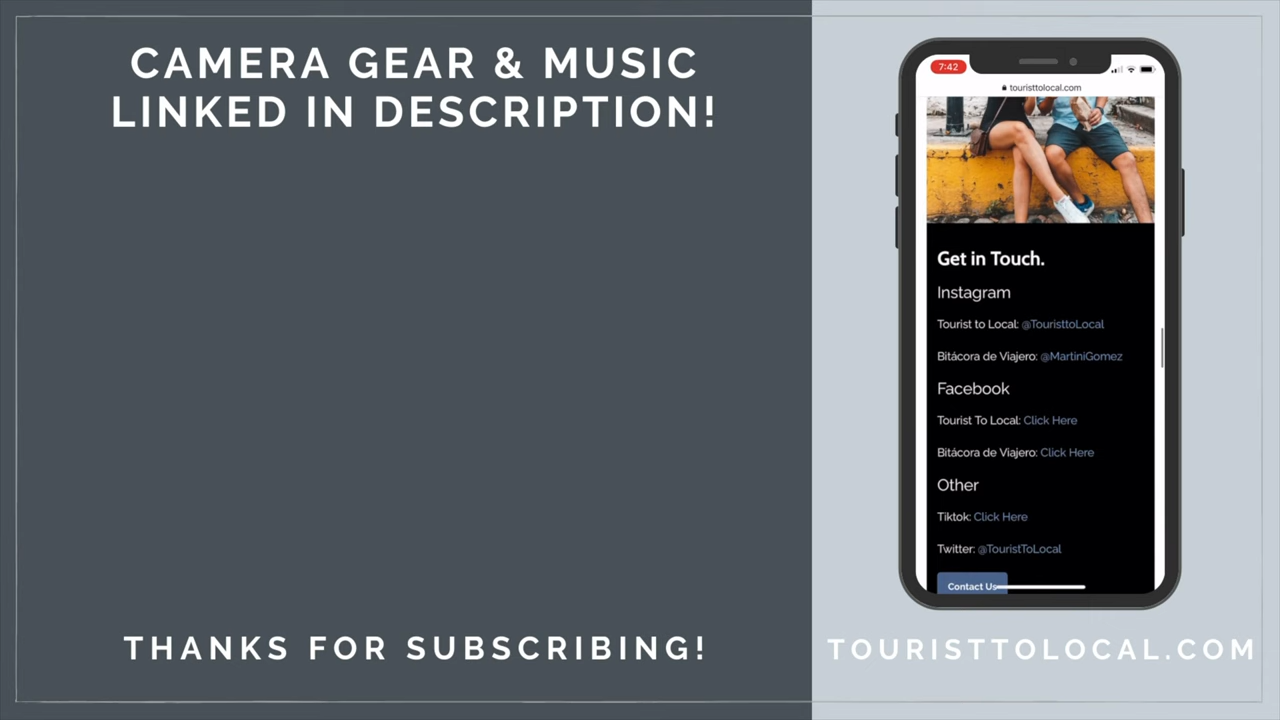 CAMERA GEAR & MUSIC
LINKED IN DESCRIPTION!
7:42
touristtolocal.com
Get in Touch.
Instagram
Tourist to Local: @TouristtoLocal
Bitácora de Viajero: @MartiniGomez
Facebook
Tourist To Local: Click Here
Bitácora de Viajero: Click Here
Other
Tiktok: Click Here
Twitter: @TouristToLocal
Contact Us
THANKS FOR SUBSCRIBING!
TOURISTTOLOCAL.COM